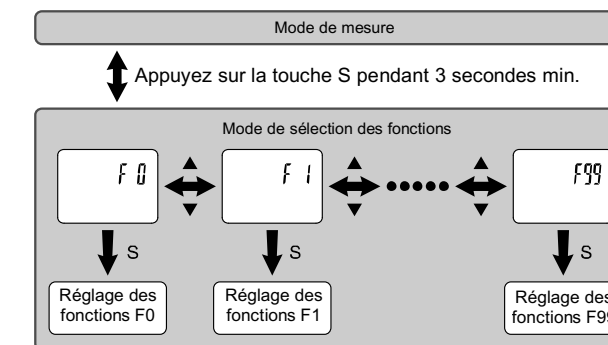 Mode de mesure
Appuyez sur la touche S pendant 3 secondes min.
Mode de sélection des fonctions
F 0
F 1
F99
S
S
S
Réglage des
fonctions F0
Réglage des
fonctions F1
Réglage des
fonctions F99